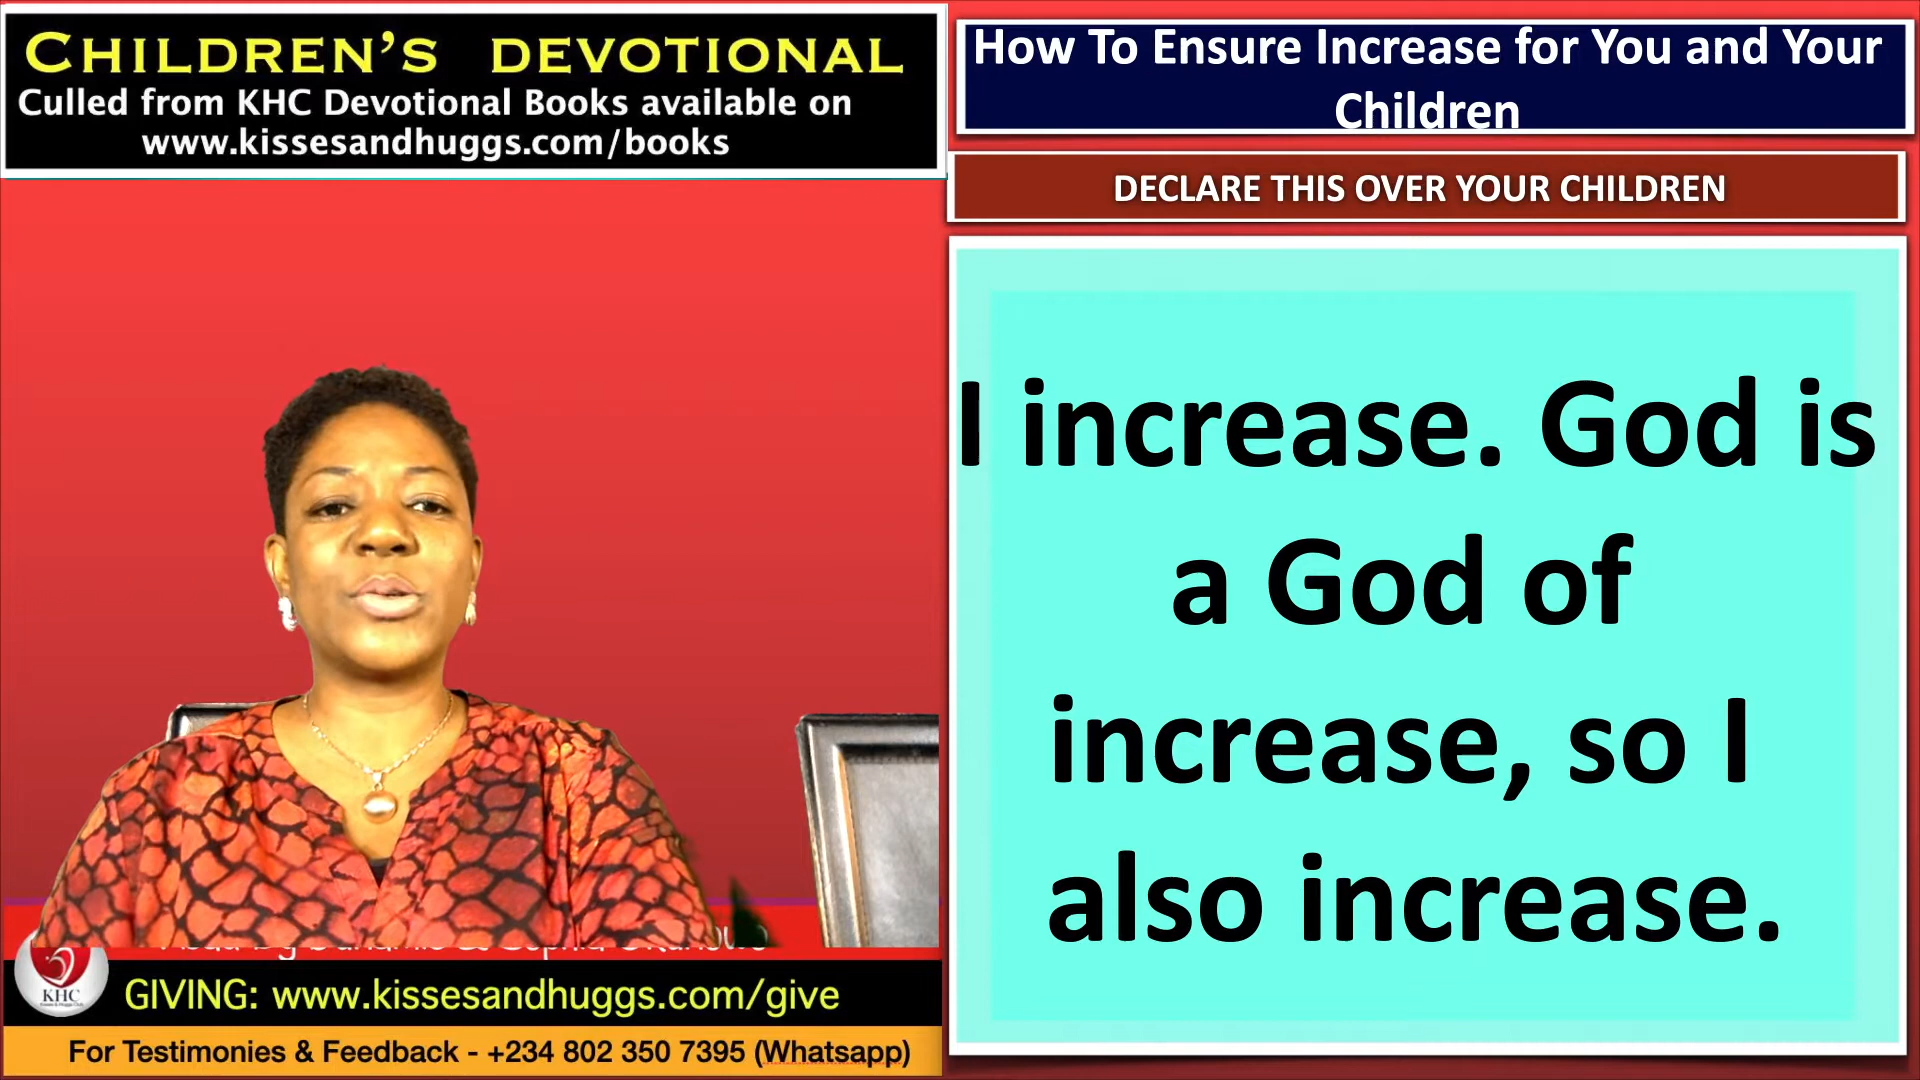 CHILDREN'S DEVOTIONAL
Culled from KHC Devotional Books available on
www.kissesandhuggs.com/books
How To Ensure Increase for You and Your
Children
DECLARE THIS OVER YOUR CHILDREN
I increase. God is
a God of
increase, so I
also increase.
KHC
GIVING: www.kissesandhuggs.com/give
For Testimonies & Feedback - +234 802 350 7395 (Whatsapp)